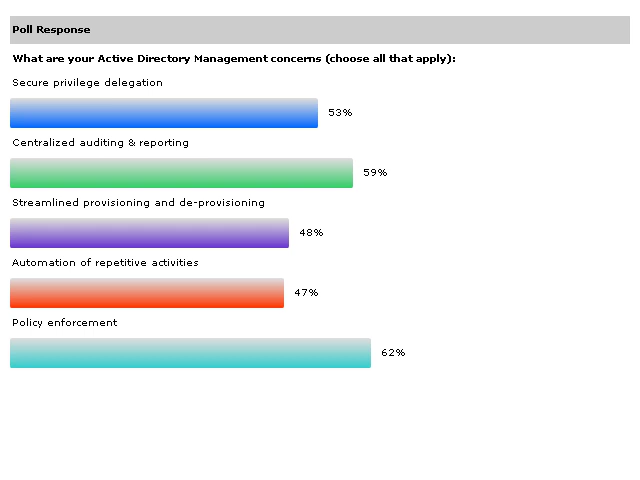 Poll Response
What are your Active Directory Management concerns (choose all that apply):
Secure privilege delegation
53%
Centralized auditing & reporting
59%
Streamlined provisioning and de-provisioning
48%
Automation of repetitive activities
47%
Policy enforcement
62%